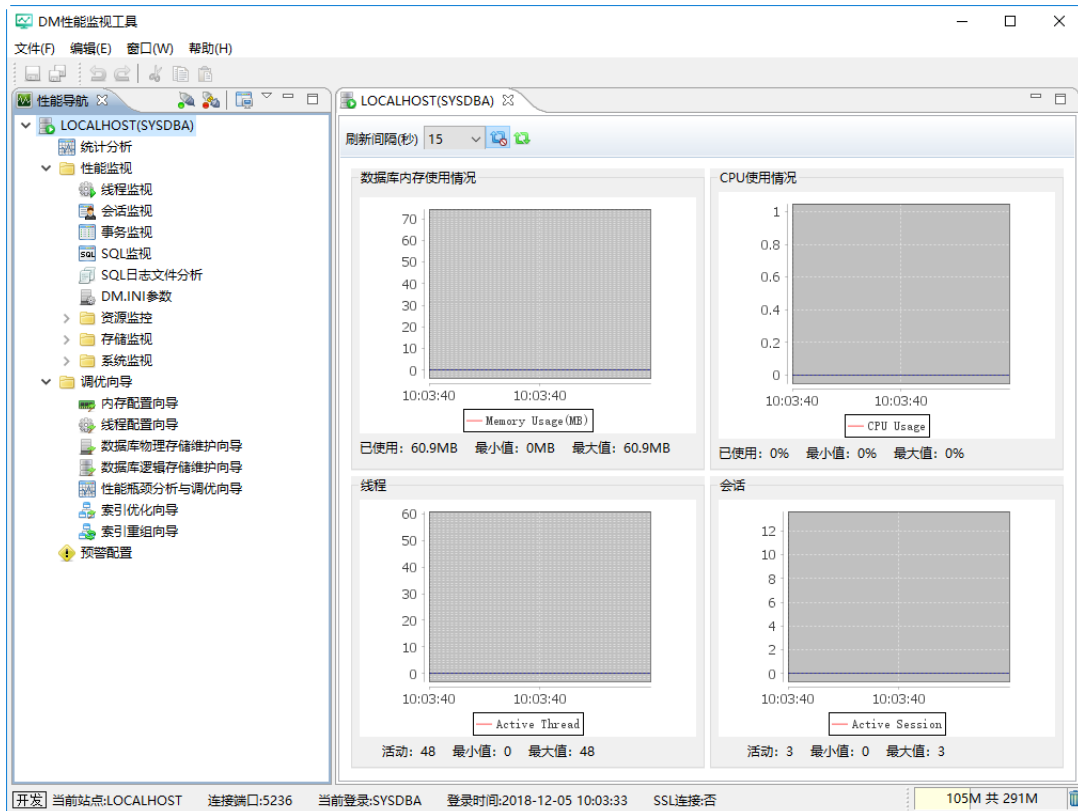 DM性能监视工具
文件(F) 编辑(E) 窗口(W) 帮助(H)
性能导航
LOCALHOST(SYSDBA)
统计分析
性能监视
线程监视
会话监视
事务监视
SQL监视
SQL日志文件分析
DM.INI参数
资源监控
存储监视
系统监视
调优向导
内存配置向导
线程配置向导
数据库物理存储维护向导
数据库逻辑存储维护向导
性能瓶颈分析与调优向导
索引优化向导
索引重组向导
预警配置
LOCALHOST(SYSDBA)
刷新间隔(秒) 15
数据库内存使用情况
70
60
50
40
30
20
10
0
10:03:40 10:03:40
Memory Usage(MB)
已使用: 60.9MB 最小值: 0MB 最大值: 60.9MB
CPU使用情况
1
0.8
0.6
0.4
0.2
0
10:03:40 10:03:40
CPU Usage
已使用: 0% 最小值: 0% 最大值: 0%
线程
60
50
40
30
20
10
0
10:03:40 10:03:40
Active Thread
活动: 48 最小值: 0 最大值: 48
会话
12
10
8
6
4
2
0
10:03:40 10:03:40
Active Session
活动: 3 最小值: 0 最大值: 3
开发 当前站点:LOCALHOST 连接端口:5236 当前登录:SYSDBA 登录时间:2018-12-05 10:03:33 SSL连接:否 105M 共 291M